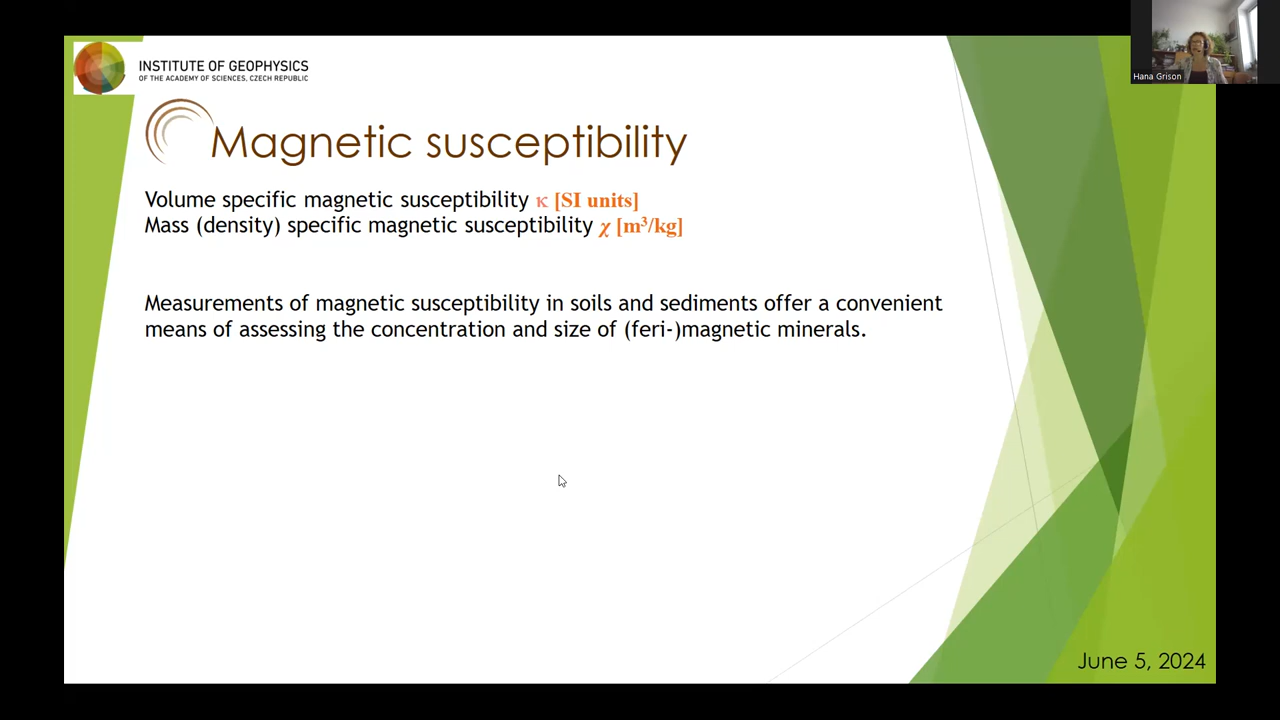 INSTITUTE OF GEOPHYSICS
OF THE ACADEMY OF SCIENCES, CZECH REPUBLIC
Hana Grison
Magnetic susceptibility
Volume specific magnetic susceptibility κ [SI units]
Mass (density) specific magnetic susceptibility χ [m³/kg]
Measurements of magnetic susceptibility in soils and sediments offer a convenient
means of assessing the concentration and size of (feri-)magnetic minerals.
June 5, 2024